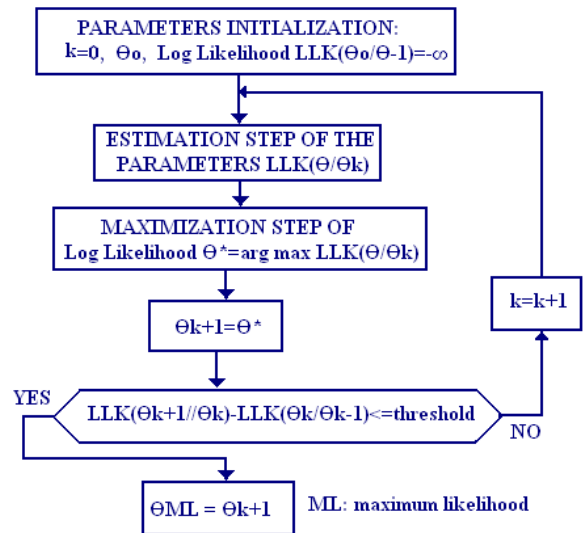 PARAMETERS INITIALIZATION:
k=0, Θo, Log Likelihood LLK(Θo/Θ-1)=-∞
ESTIMATION STEP OF THE
PARAMETERS LLK(Θ/Θk)
MAXIMIZATION STEP OF
Log Likelihood Θ*=arg max LLK(Θ/Θk)
k=k+1
Θk+1=Θ*
YES
LLK(Θk+1//Θk)-LLK(Θk/Θk-1)<=threshold
NO
ΘML = Θk+1
ML: maximum likelihood